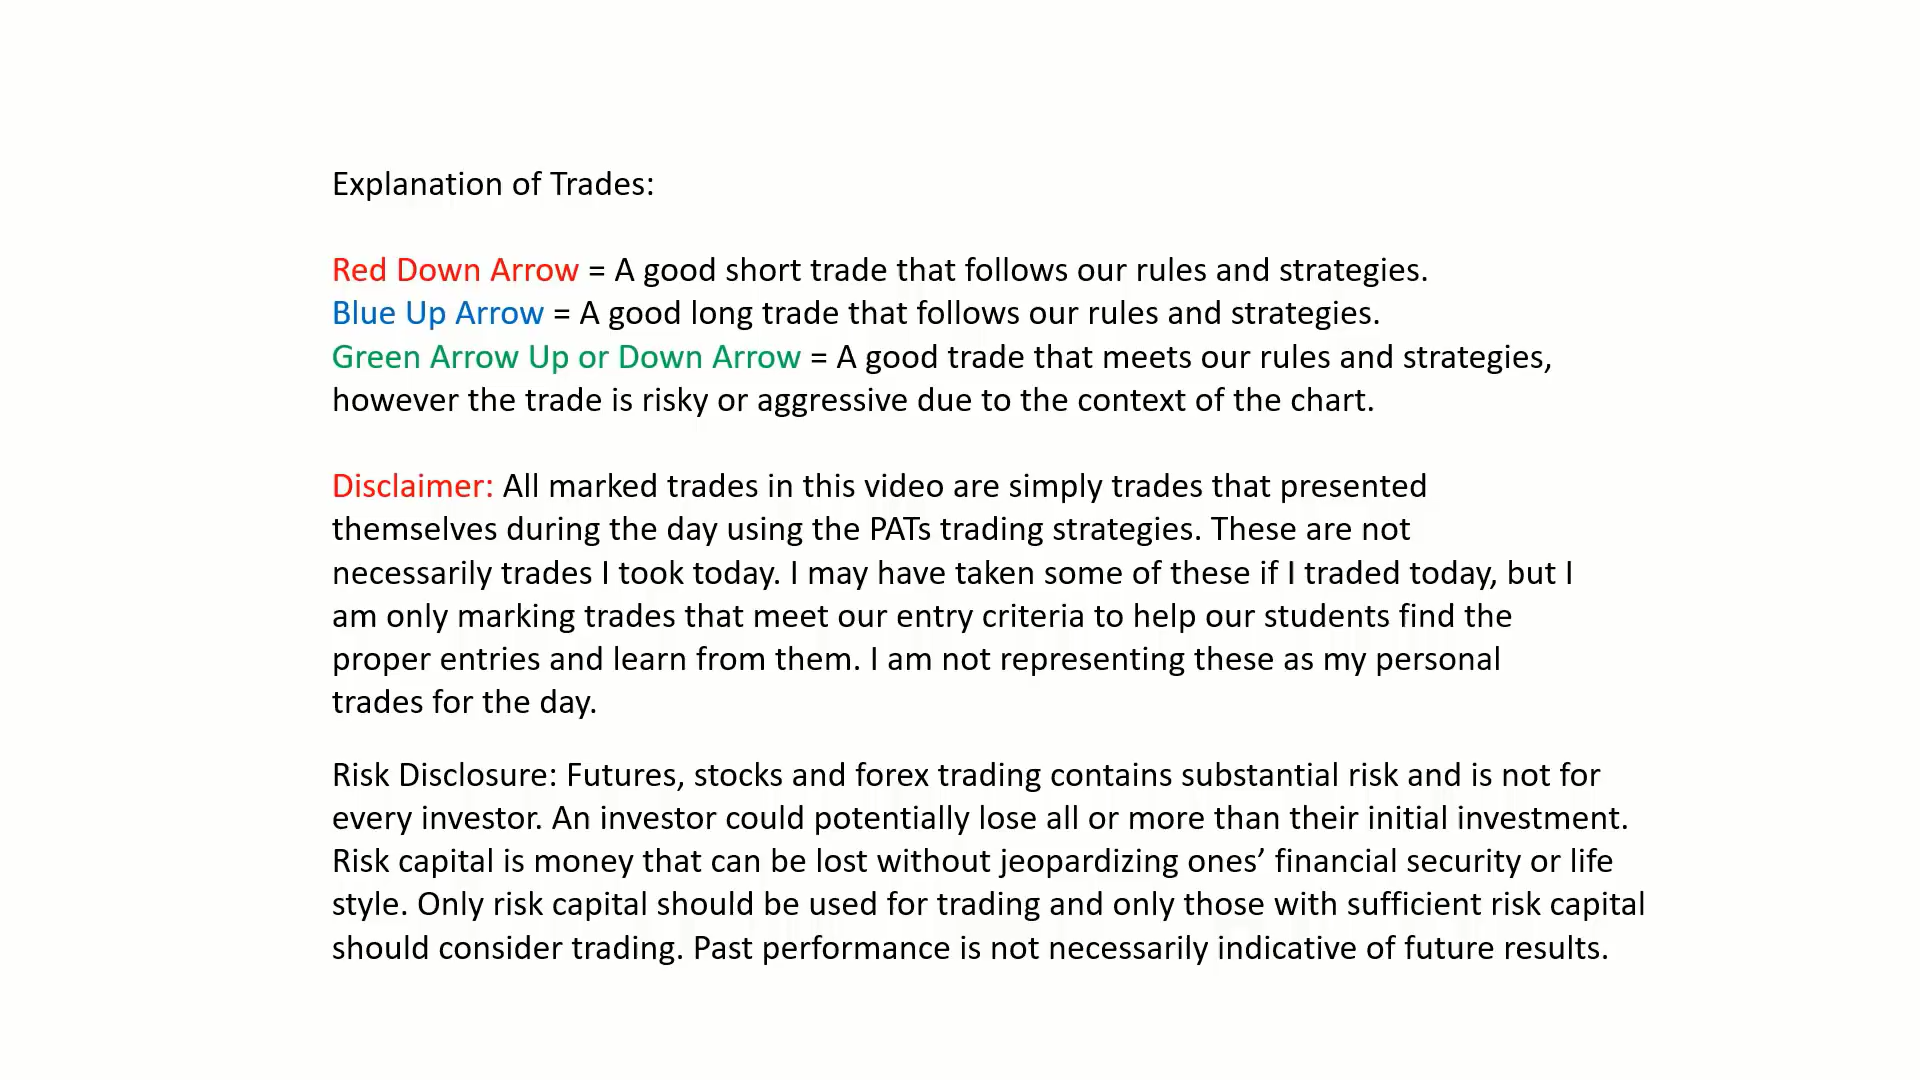 Explanation of Trades:
Red Down Arrow = A good short trade that follows our rules and strategies.
Blue Up Arrow = A good long trade that follows our rules and strategies.
Green Arrow Up or Down Arrow = A good trade that meets our rules and strategies,
however the trade is risky or aggressive due to the context of the chart.
Disclaimer: All marked trades in this video are simply trades that presented
themselves during the day using the PATs trading strategies. These are not
necessarily trades I took today. I may have taken some of these if I traded today, but I
am only marking trades that meet our entry criteria to help our students find the
proper entries and learn from them. I am not representing these as my personal
trades for the day.
Risk Disclosure: Futures, stocks and forex trading contains substantial risk and is not for
every investor. An investor could potentially lose all or more than their initial investment.
Risk capital is money that can be lost without jeopardizing ones’ financial security or life
style. Only risk capital should be used for trading and only those with sufficient risk capital
should consider trading. Past performance is not necessarily indicative of future results.